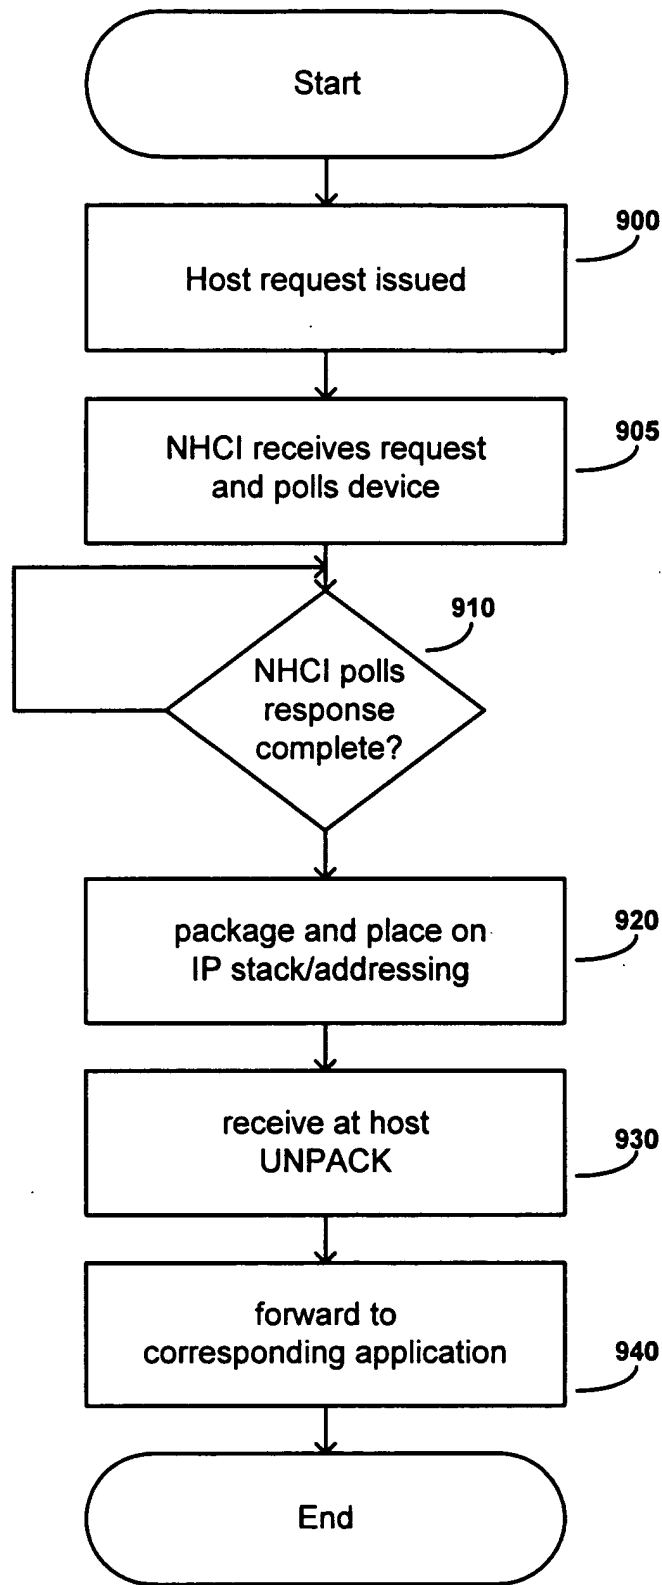 Start
900
Host request issued
905
NHCI receives request
and polls device
910
NHCI polls
response
complete?
920
package and place on
IP stack/addressing
930
receive at host
UNPACK
940
forward to
corresponding application
End